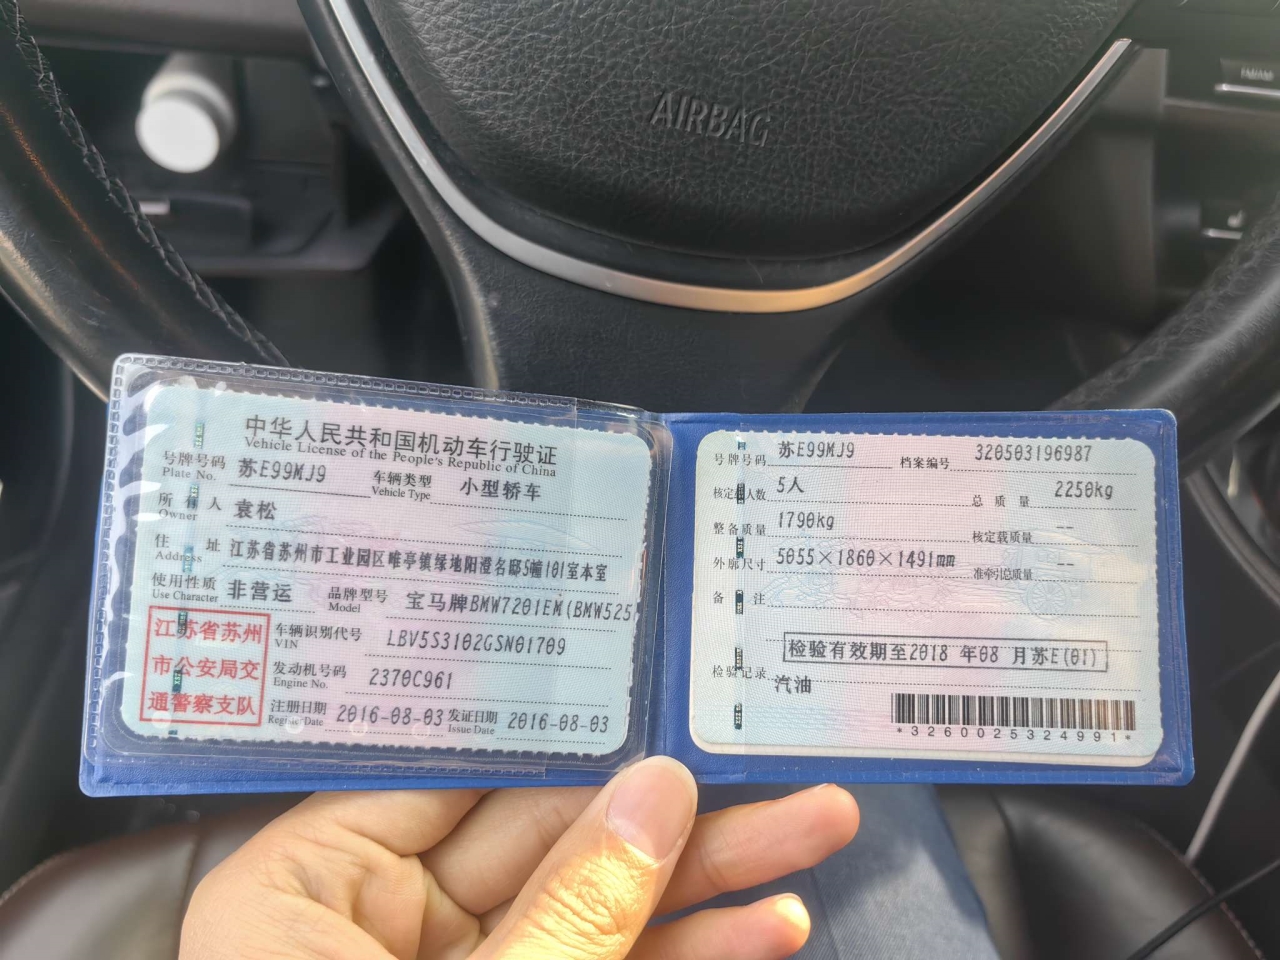 AIRBAG
中华人民共和国机动车行驶证
Vehicle License of the People's Republic of China
号牌号码 苏E99MJ9 车辆类型 小型轿车
Plate No. Vehicle Type
所有人 袁松
Owner
住址 江苏省苏州市工业园区唯亭镇绿地阳澄名邸5幢101室本室
Address
使用性质 非营运 品牌型号 宝马牌BMW7201EM(BMW525
Use Character Model
江苏省苏州
市公安局交
通警察支队
车辆识别代号 LBV5S3102GSN01709
VIN
发动机号码 2370C961
Engine No.
注册日期 2016-08-03 发证日期 2016-08-03
Register Date Issue Date
号牌号码 苏E99MJ9 档案编号 320503196987
核定载人数 5人 总质量 2250kg
整备质量 1790kg 核定载质量 --
外廓尺寸 5055×1860×1491mm 准牵引总质量 --
备注
检验有效期至2018 年08 月苏E(01)
检验记录 汽油
*3260025324991*